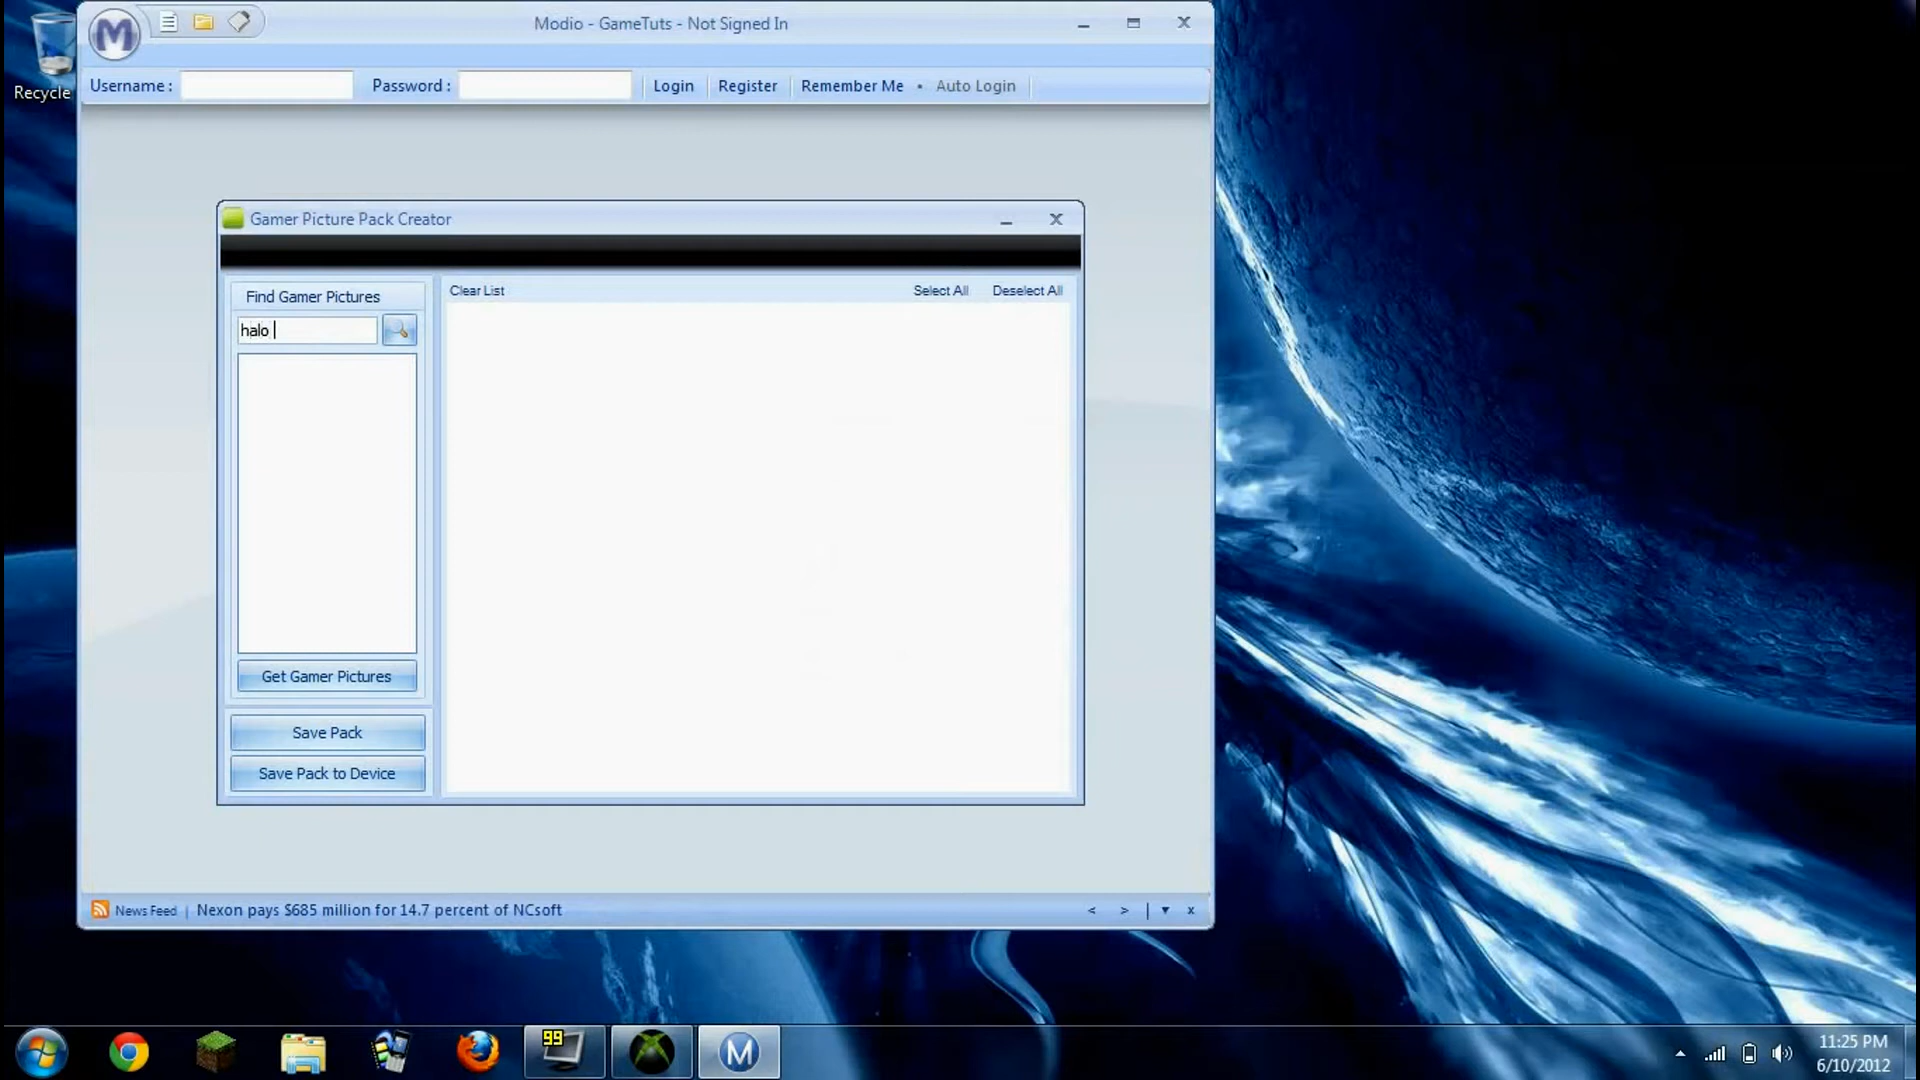 Modio - GameTuts - Not Signed In
Recycle
Username : Password : Login Register Remember Me • Auto Login
Gamer Picture Pack Creator
Find Gamer Pictures
Clear List Select All Deselect All
halo
Get Gamer Pictures
Save Pack
Save Pack to Device
News Feed | Nexon pays $685 million for 14.7 percent of NCsoft < > | ▾ x
99
M
11:25 PM
6/10/2012